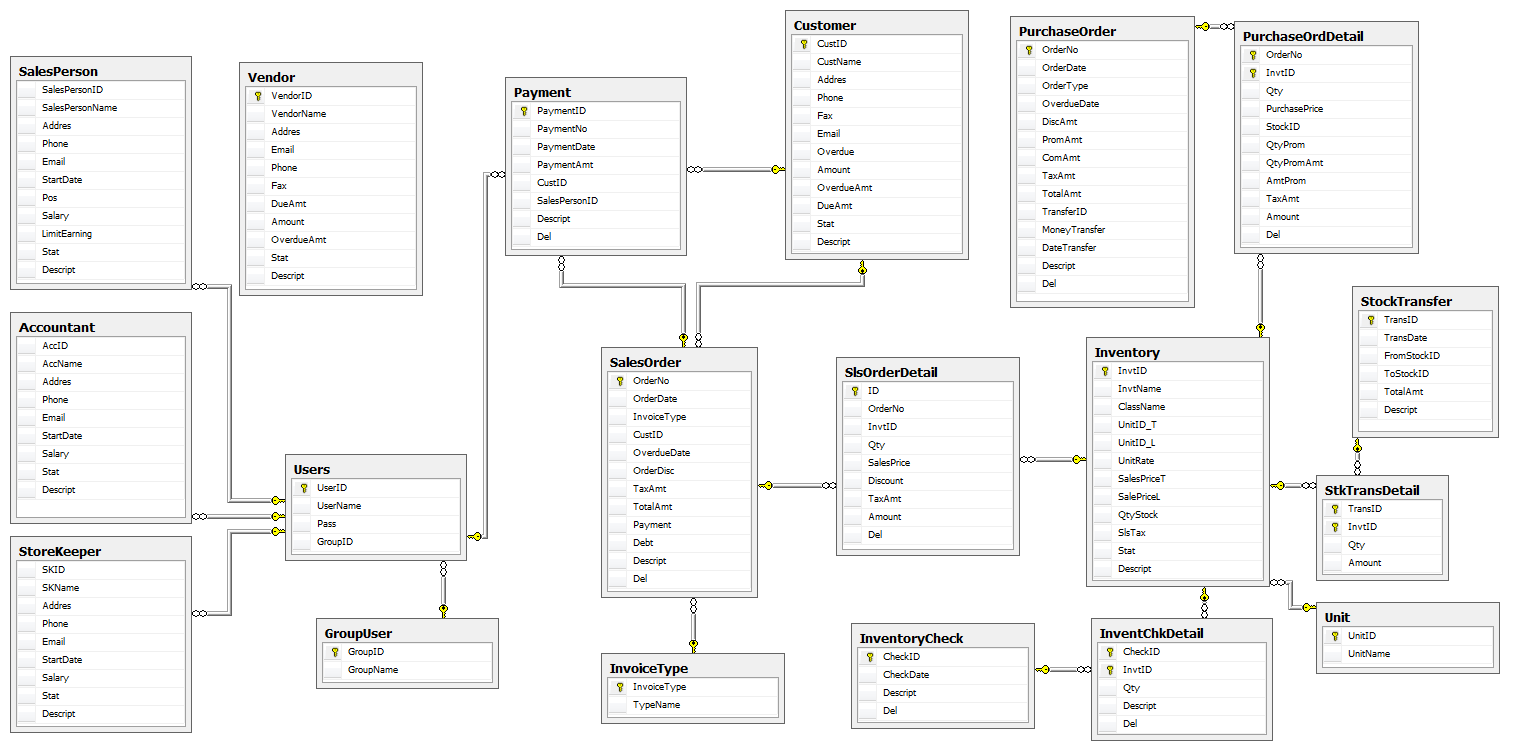 SalesPerson
SalesPersonID
SalesPersonName
Addres
Phone
Email
StartDate
Pos
Salary
LimitEarning
Stat
Descript
Vendor
VendorID
VendorName
Addres
Email
Phone
Fax
DueAmt
Amount
OverdueAmt
Stat
Descript
Payment
PaymentID
PaymentNo
PaymentDate
PaymentAmt
CustID
SalesPersonID
Descript
Del
Customer
CustID
CustName
Addres
Phone
Fax
Email
Overdue
Amount
OverdueAmt
DueAmt
Stat
Descript
PurchaseOrder
OrderNo
OrderDate
OrderType
OverdueDate
DiscAmt
PromAmt
ComAmt
TaxAmt
TotalAmt
TransferID
MoneyTransfer
DateTransfer
Descript
Del
PurchaseOrdDetail
OrderNo
InvtID
Qty
PurchasePrice
StockID
QtyProm
QtyPromAmt
AmtProm
TaxAmt
Amount
Del
Accountant
AccID
AccName
Addres
Phone
Email
StartDate
Salary
Stat
Descript
Users
UserID
UserName
Pass
GroupID
SalesOrder
OrderNo
OrderDate
InvoiceType
CustID
OverdueDate
OrderDisc
TaxAmt
TotalAmt
Payment
Debt
Descript
Del
SlsOrderDetail
ID
OrderNo
InvtID
Qty
SalesPrice
Discount
TaxAmt
Amount
Del
Inventory
InvtID
InvtName
ClassName
UnitID_T
UnitID_L
UnitRate
SalesPriceT
SalePriceL
QtyStock
SlsTax
Stat
Descript
StockTransfer
TransID
TransDate
FromStockID
ToStockID
TotalAmt
Descript
StkTransDetail
TransID
InvtID
Qty
Amount
StoreKeeper
SKID
SKName
Addres
Phone
Email
StartDate
Salary
Stat
Descript
GroupUser
GroupID
GroupName
InvoiceType
InvoiceType
TypeName
InventoryCheck
CheckID
CheckDate
Descript
Del
InventChkDetail
CheckID
InvtID
Qty
Descript
Del
Unit
UnitID
UnitName